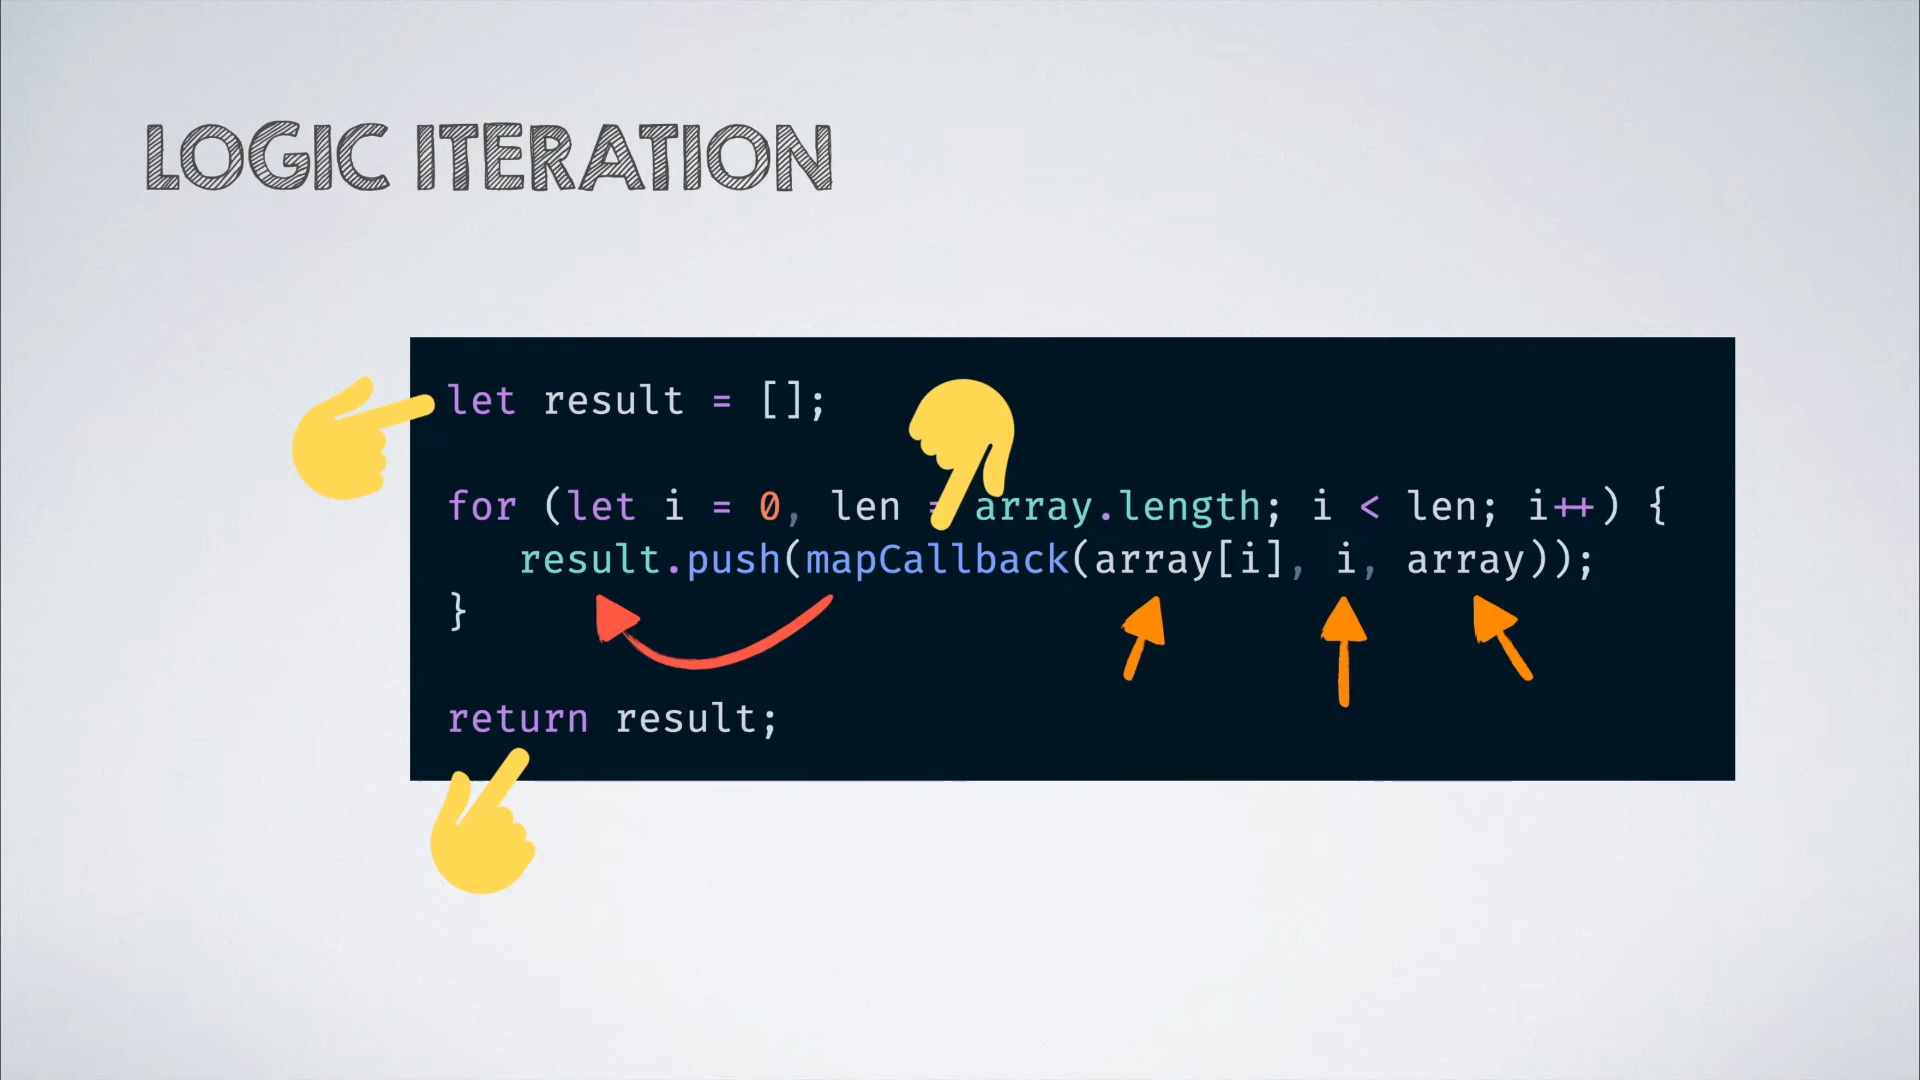 LOGIC ITERATION
let result = [];
for (let i = 0, len = array.length; i < len; i++) {
result.push(mapCallback(array[i], i, array));
}
return result;